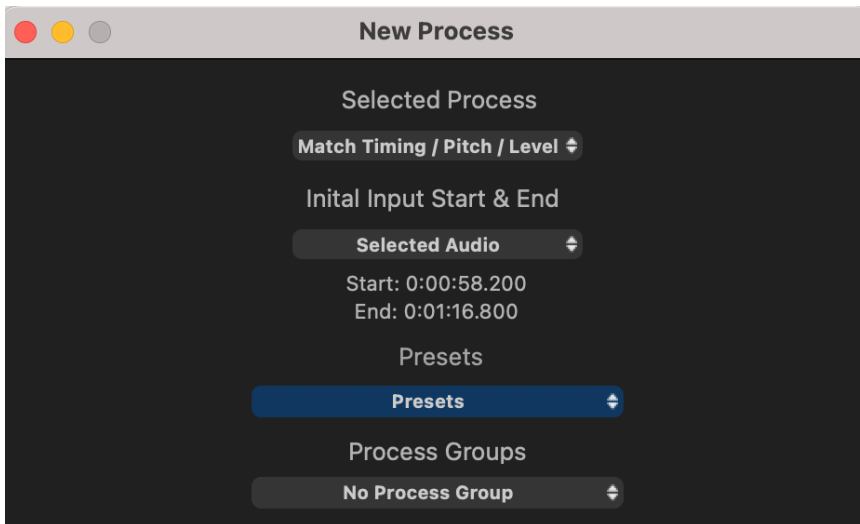 New Process
Selected Process
Match Timing / Pitch / Level
Inital Input Start & End
Selected Audio
Start: 0:00:58.200
End: 0:01:16.800
Presets
Presets
Process Groups
No Process Group